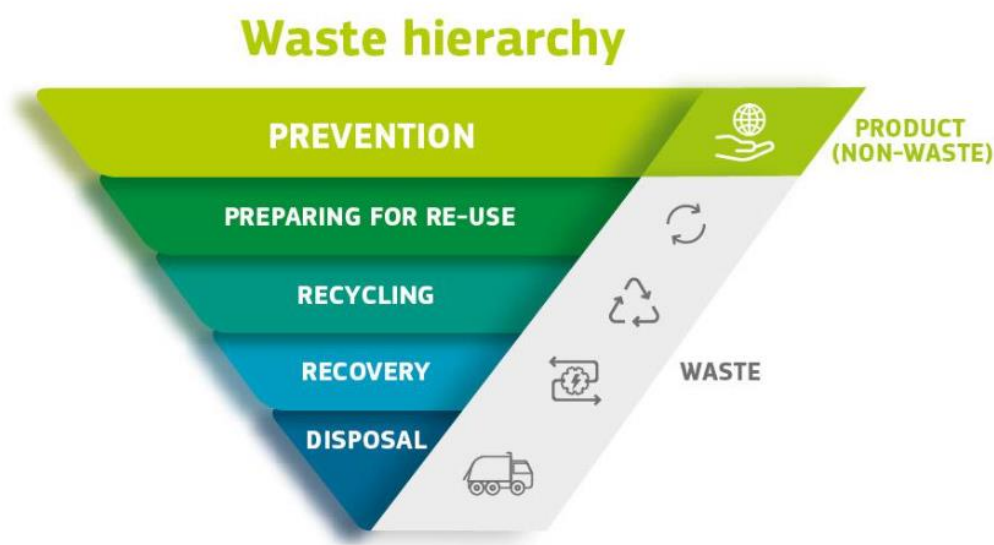 Waste hierarchy
PREVENTION
PRODUCT
(NON-WASTE)
PREPARING FOR RE-USE
RECYCLING
RECOVERY
WASTE
DISPOSAL